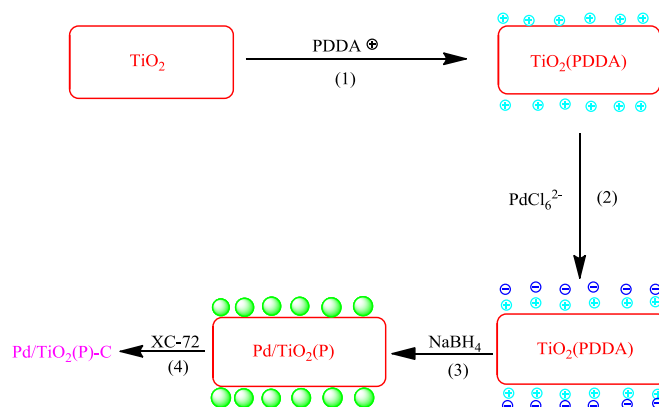 TiO₂
PDDA ⊕
(1)
TiO₂(PDDA)
PdCl₆²⁻
(2)
TiO₂(PDDA)
NaBH₄
(3)
Pd/TiO₂(P)
XC-72
(4)
Pd/TiO₂(P)-C